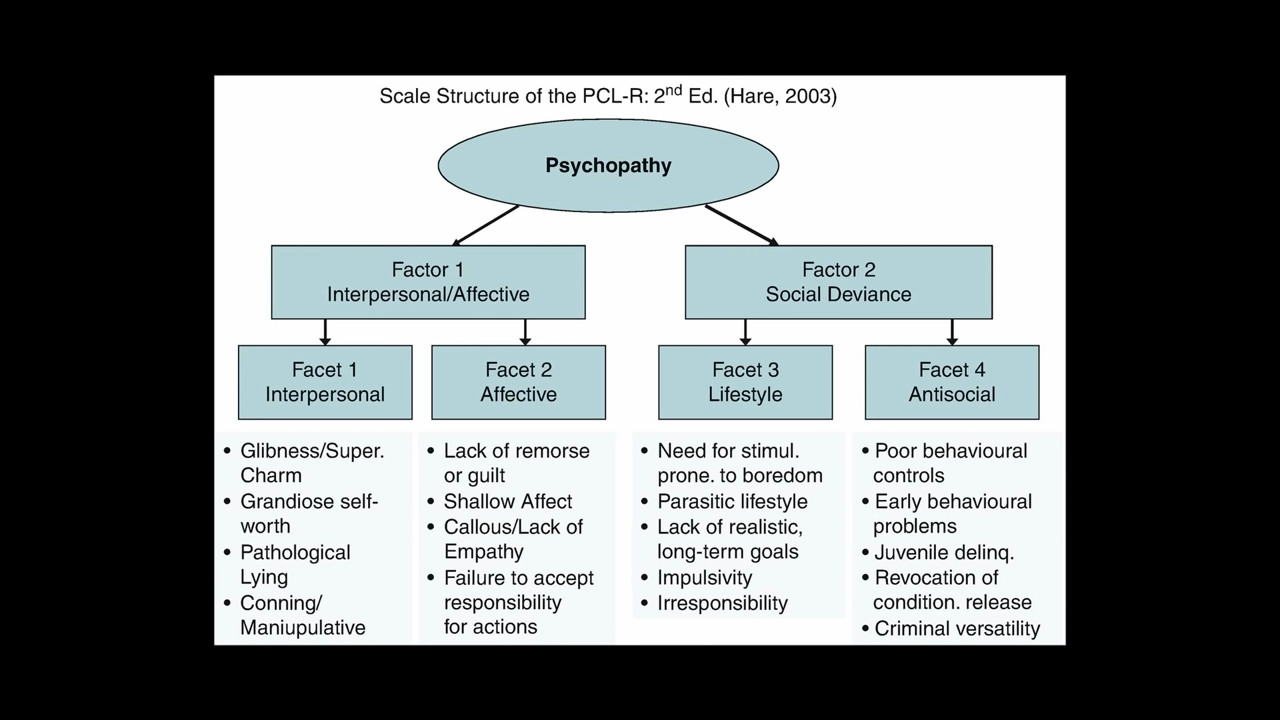 Scale Structure of the PCL-R: 2nd Ed. (Hare, 2003)
Psychopathy
Factor 1
Interpersonal/Affective
Factor 2
Social Deviance
Facet 1
Interpersonal
Facet 2
Affective
Facet 3
Lifestyle
Facet 4
Antisocial
• Glibness/Super.
Charm
• Grandiose self-
worth
• Pathological
Lying
• Conning/
Maniupulative
• Lack of remorse
or guilt
• Shallow Affect
• Callous/Lack of
Empathy
• Failure to accept
responsibility
for actions
• Need for stimul.
prone. to boredom
• Parasitic lifestyle
• Lack of realistic,
long-term goals
• Impulsivity
• Irresponsibility
• Poor behavioural
controls
• Early behavioural
problems
• Juvenile delinq.
• Revocation of
condition. release
• Criminal versatility